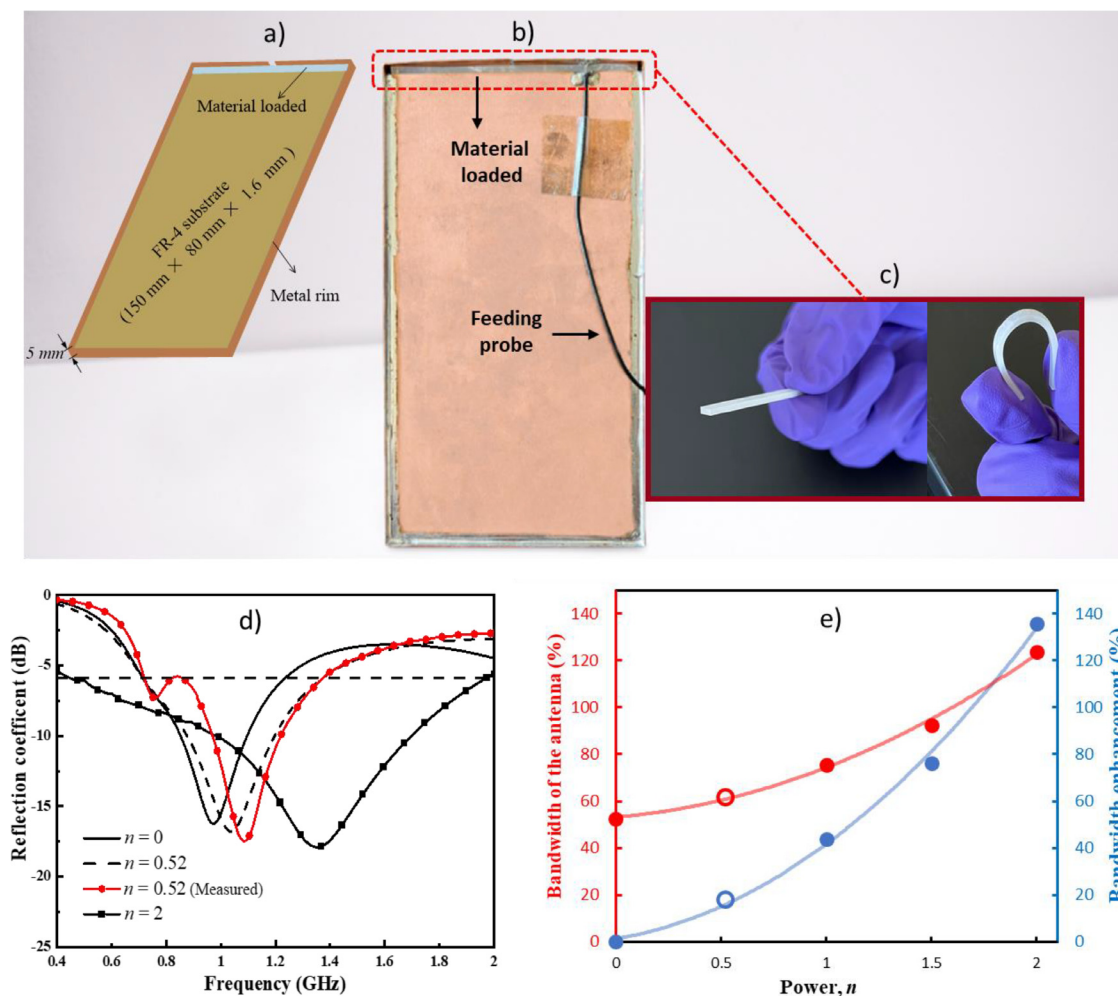 a)
Material loaded
FR-4 substrate
(150 mm × 80 mm × 1.6 mm)
Metal rim
5 mm
b)
Material
loaded
Feeding
probe
c)
d)
Reflection coefficent (dB)
0
-5
-10
-15
-20
-25
n = 0
n = 0.52
n = 0.52 (Measured)
n = 2
0.4
0.6
0.8
1
1.2
1.4
1.6
1.8
2
Frequency (GHz)
e)
Bandwidth of the antenna (%)
140
120
100
80
60
40
20
0
0
0.5
1
1.5
2
Power, n
140
120
100
80
60
40
20
0
Bandwidth enhancement (%)